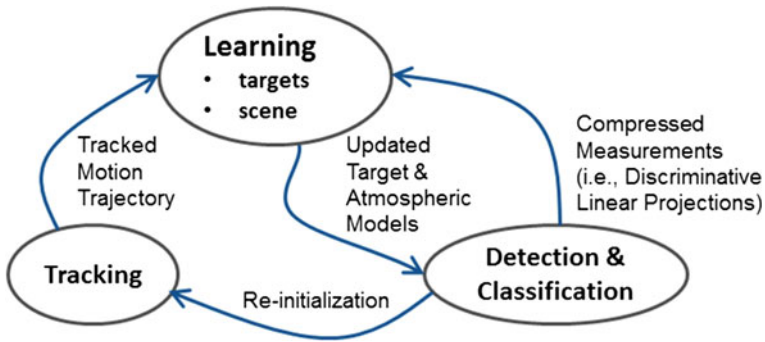 Learning
• targets
• scene
Tracked
Motion
Trajectory
Updated
Target &
Atmospheric
Models
Compressed
Measurements
(i.e., Discriminative
Linear Projections)
Tracking
Re-initialization
Detection &
Classification